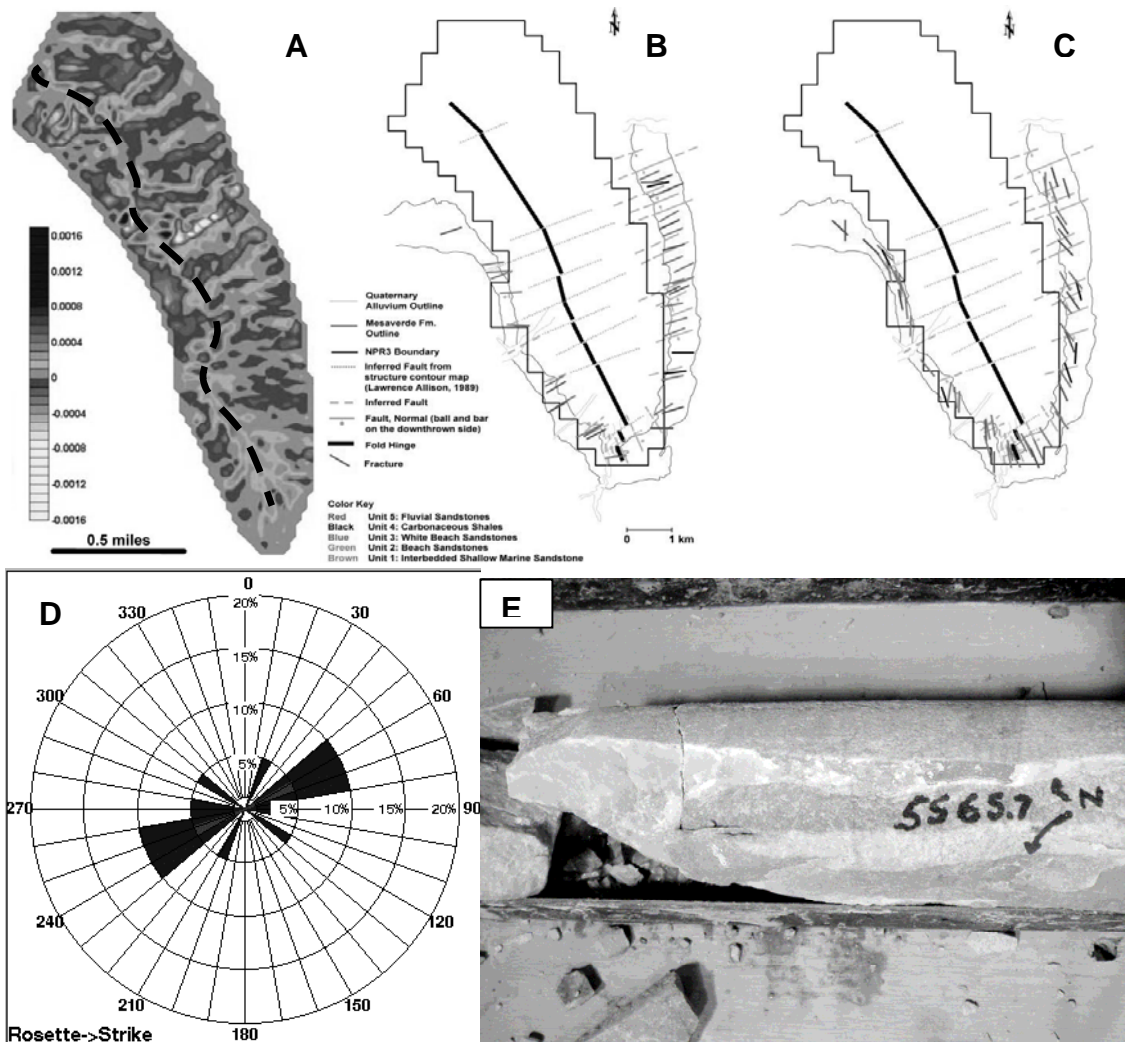 A
0.0016
0.0012
0.0008
0.0004
0
-0.0004
-0.0008
-0.0012
-0.0016
0.5 miles
N
B
Quaternary
Alluvium Outline
Mesaverde Fm.
Outline
NPR3 Boundary
Inferred Fault from
structure contour map
(Lawrence Allison, 1989)
Inferred Fault
Fault, Normal (ball and bar
on the downthrown side)
Fold Hinge
Fracture
Color Key
Red Unit 5: Fluvial Sandstones
Black Unit 4: Carbonaceous Shales
Blue Unit 3: White Beach Sandstones
Green Unit 2: Beach Sandstones
Brown Unit 1: Interbedded Shallow Marine Sandstone
0 1 km
N
C
D
0
330
30
300
60
270
90
240
120
210
150
180
20%
15%
10%
5%
5% 10% 15% 20%
Rosette->Strike
E
5565.7 N